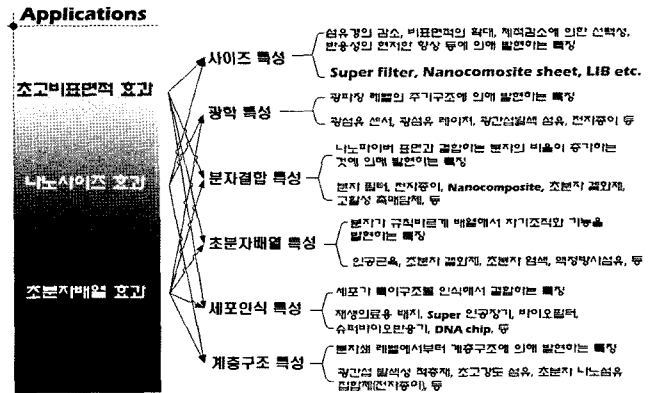 Applications
초고비표면적 효과
나노사이즈 효과
초분자배열 효과
사이즈 특성
섬유경의 감소, 비표면적의 확대, 체적감소에 의한 선택성,
반응성의 현저한 향상 등에 의해 발현하는 특징
Super filter, Nanocomosite sheet, LIB etc.
광학 특성
광파장 레벨의 주기구조에 의해 발현하는 특징
광섬유 센서, 광섬유 레이저, 광간섭발색 섬유, 전자종이 등
분자결합 특성
나노파이버 표면과 결합하는 분자의 비율이 증가하는
것에 의해 발현하는 특징
분자 필터, 전자종이, Nanocomposite, 초분자 결화제,
고활성 촉매담체, 등
초분자배열 특성
분자가 규칙바르게 배열해서 자기조직화 기능을
발현하는 특징
인공근육, 초분자 결화제, 초분자 염색, 액정방사섬유, 등
세포인식 특성
세포가 특이구조를 인식해서 결합하는 특징
재생의료용 배지, Super 인공장기, 바이오필터,
슈퍼바이오반응기, DNA chip, 등
계층구조 특성
분자쇄 레벨에서부터 계층구조에 의해 발현하는 특징
광간섭 발색성 적층재, 초고강도 섬유, 초분자 나노섬유
집합체(전자종이), 등